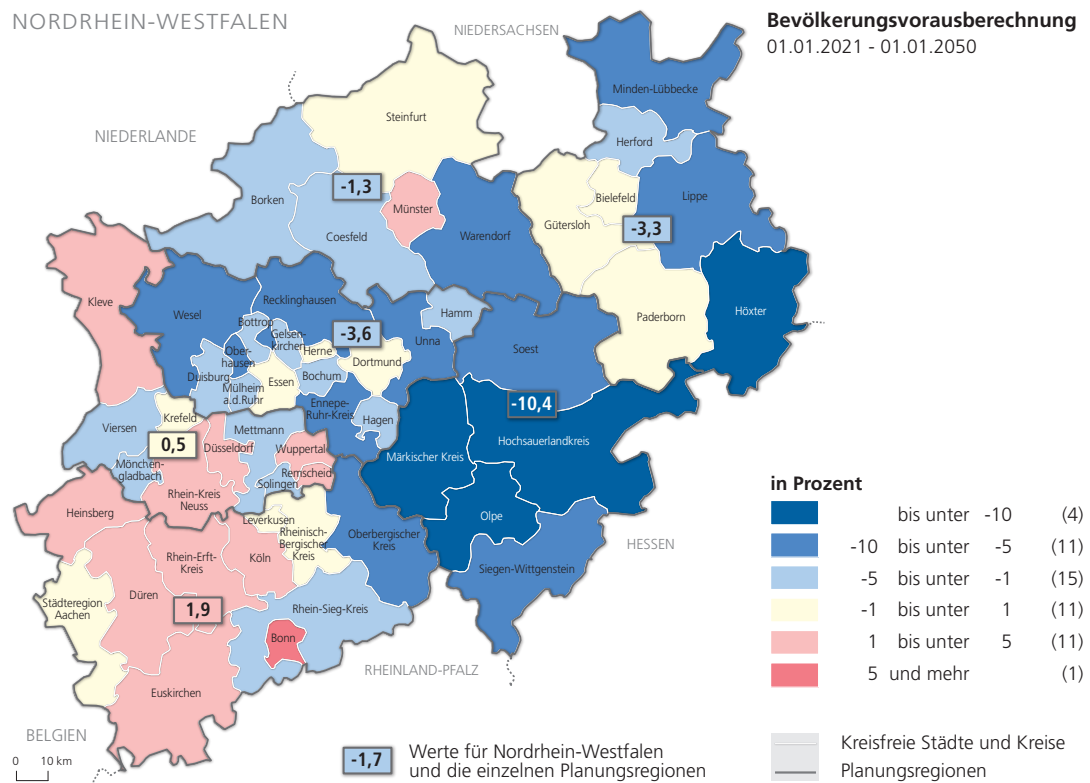 NORDRHEIN-WESTFALEN
Bevölkerungsvorausberechnung
01.01.2021 - 01.01.2050
NIEDERSACHSEN
NIEDERLANDE
Minden-Lübbecke
Steinfurt
Herford
-1,3
Bielefeld
Borken
Münster
Lippe
Coesfeld
Warendorf
Gütersloh
-3,3
Kleve
Recklinghausen
Wesel
Bottrop
Hamm
Paderborn
Höxter
Gelsen-
kirchen
-3,6
Unna
Soest
Ober-
hausen
Herne
Dortmund
Duisburg
Mülheim
a.d.Ruhr
Essen
Bochum
Ennepe-
Ruhr-Kreis
-10,4
Krefeld
Hagen
Viersen
Mettmann
Hochsauerlandkreis
0,5
Düsseldorf
Wuppertal
Märkischer Kreis
Mönchen-
gladbach
Remscheid
Solingen
Rhein-Kreis
Neuss
Heinsberg
Leverkusen
Olpe
Rheinisch-
Bergischer
Kreis
Oberbergischer
Kreis
HESSEN
Rhein-Erft-
Kreis
Köln
Siegen-Wittgenstein
Düren
Städteregion
Aachen
1,9
Rhein-Sieg-Kreis
Bonn
RHEINLAND-PFALZ
Euskirchen
BELGIEN
0 10 km
-1,7
Werte für Nordrhein-Westfalen
und die einzelnen Planungsregionen
in Prozent
bis unter -10 (4)
-10 bis unter -5 (11)
-5 bis unter -1 (15)
-1 bis unter 1 (11)
1 bis unter 5 (11)
5 und mehr (1)
Kreisfreie Städte und Kreise
Planungsregionen